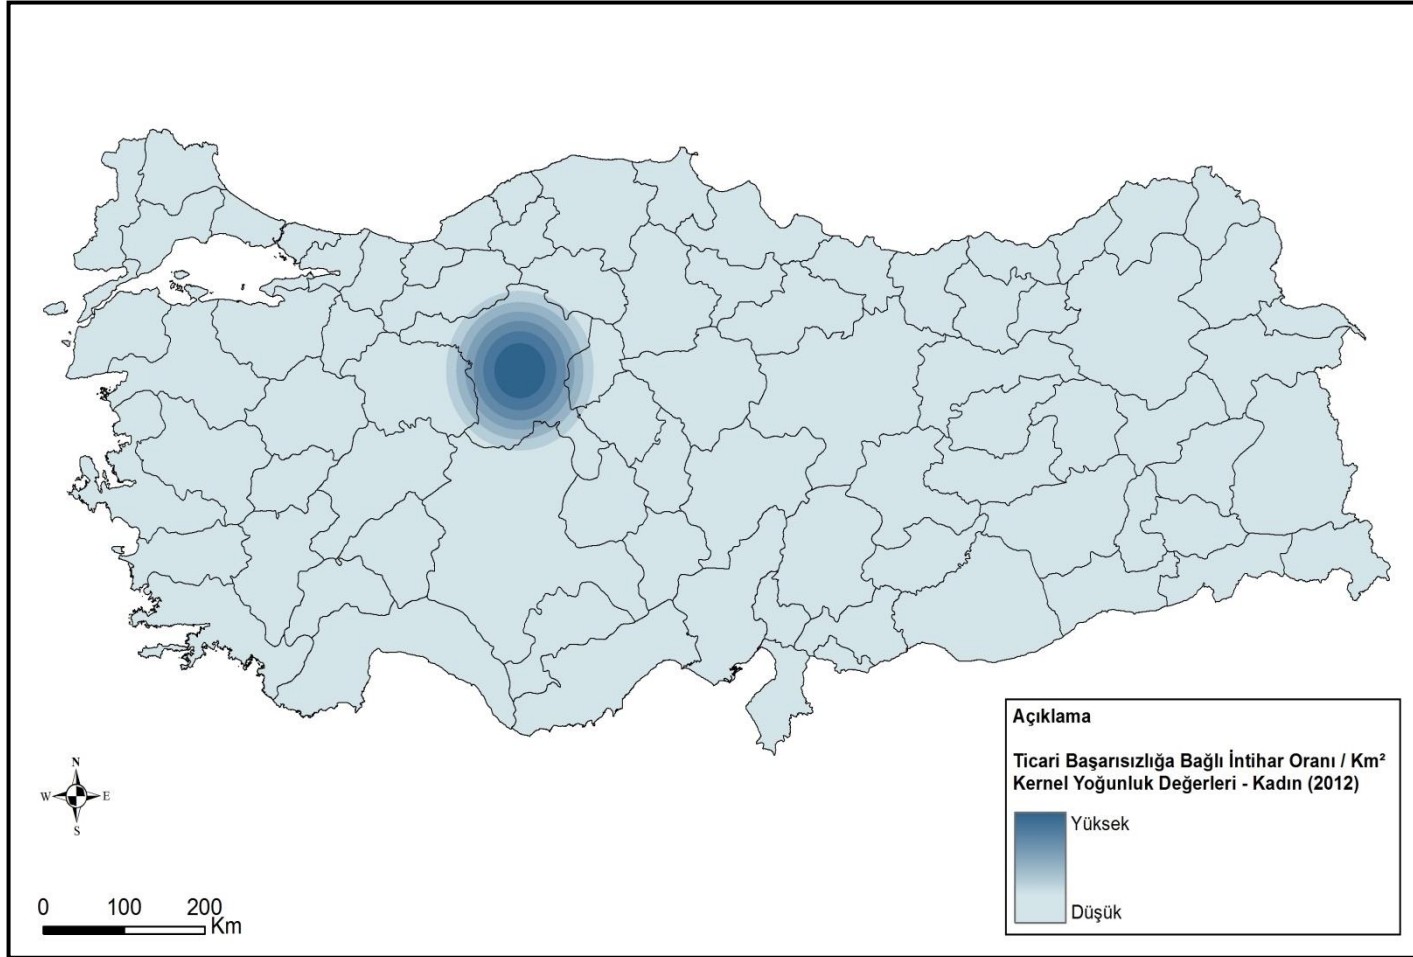 Açıklama
Ticari Başarısızlığa Bağlı İntihar Oranı / Km²
Kernel Yoğunluk Değerleri - Kadın (2012)
Yüksek
Düşük
N
W E
S
0 100 200
Km